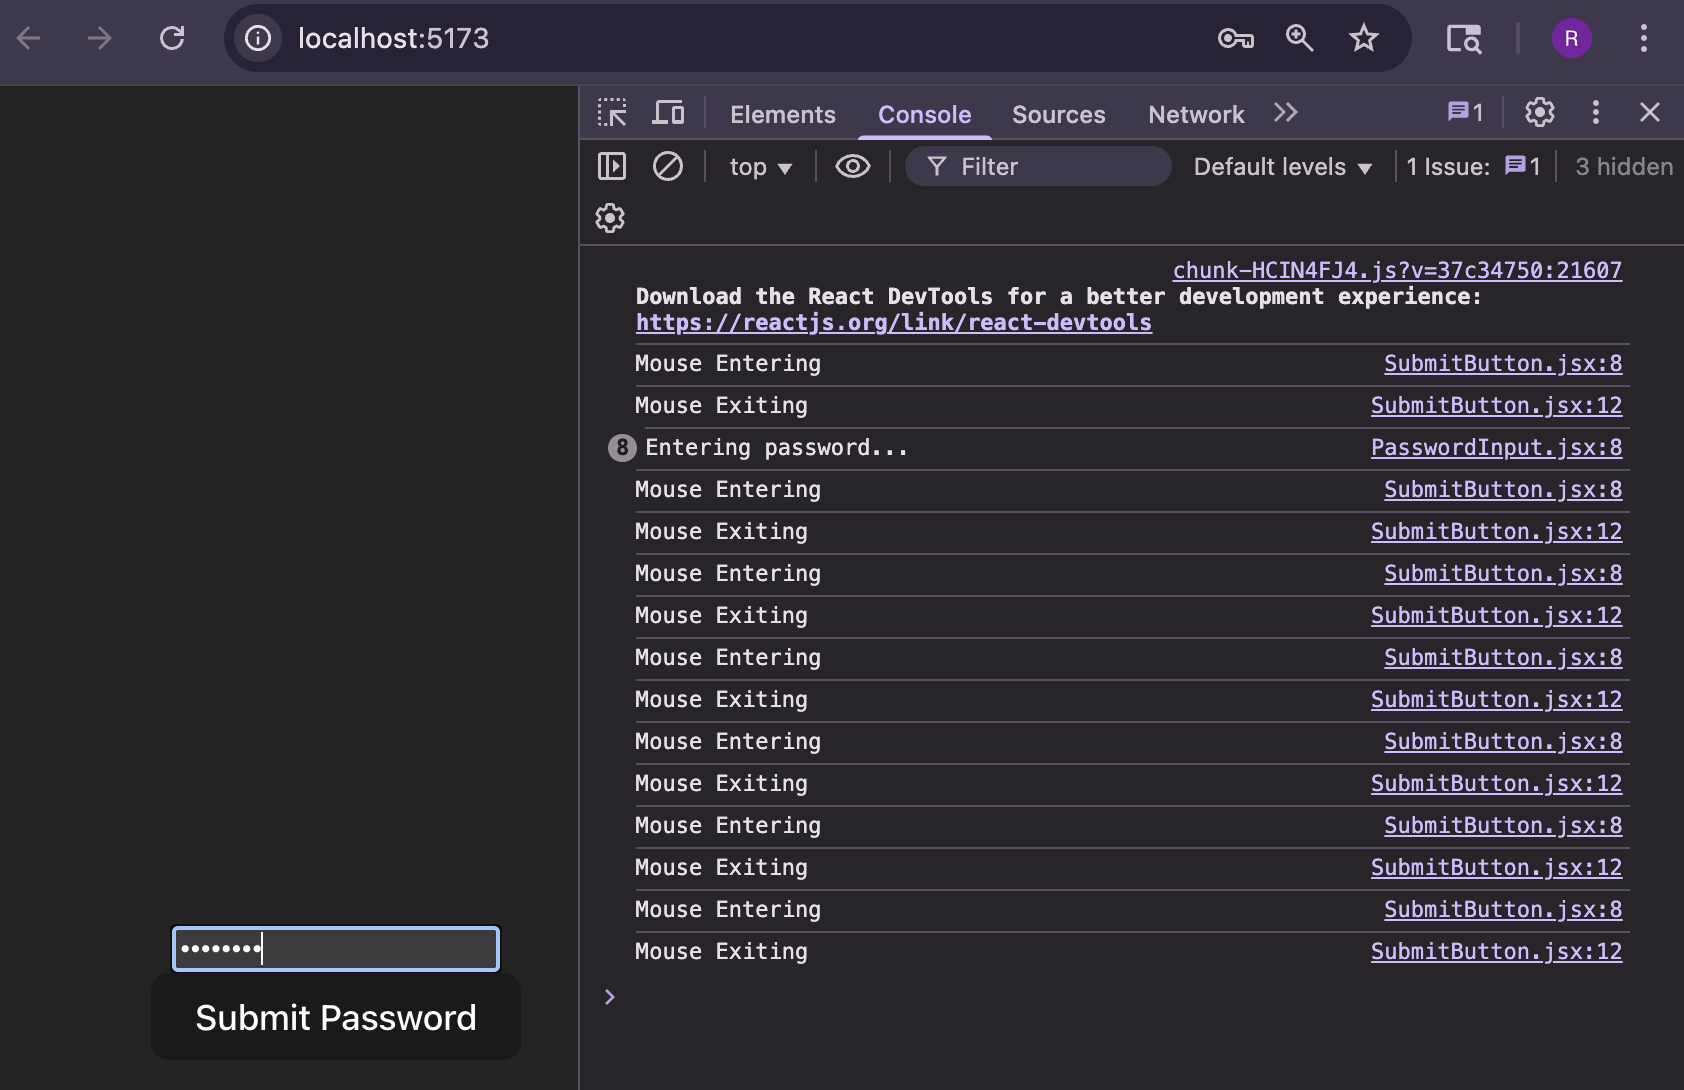 localhost:5173
R
Elements Console Sources Network 1
top Filter Default levels 1 Issue: 1 3 hidden
chunk-HCIN4FJ4.js?v=37c34750:21607
Download the React DevTools for a better development experience:
https://reactjs.org/link/react-devtools
Mouse Entering SubmitButton.jsx:8
Mouse Exiting SubmitButton.jsx:12
8 Entering password... PasswordInput.jsx:8
Mouse Entering SubmitButton.jsx:8
Mouse Exiting SubmitButton.jsx:12
Mouse Entering SubmitButton.jsx:8
Mouse Exiting SubmitButton.jsx:12
Mouse Entering SubmitButton.jsx:8
Mouse Exiting SubmitButton.jsx:12
Mouse Entering SubmitButton.jsx:8
Mouse Exiting SubmitButton.jsx:12
Mouse Entering SubmitButton.jsx:8
Mouse Exiting SubmitButton.jsx:12
Mouse Entering SubmitButton.jsx:8
Mouse Exiting SubmitButton.jsx:12
••••••••
Submit Password